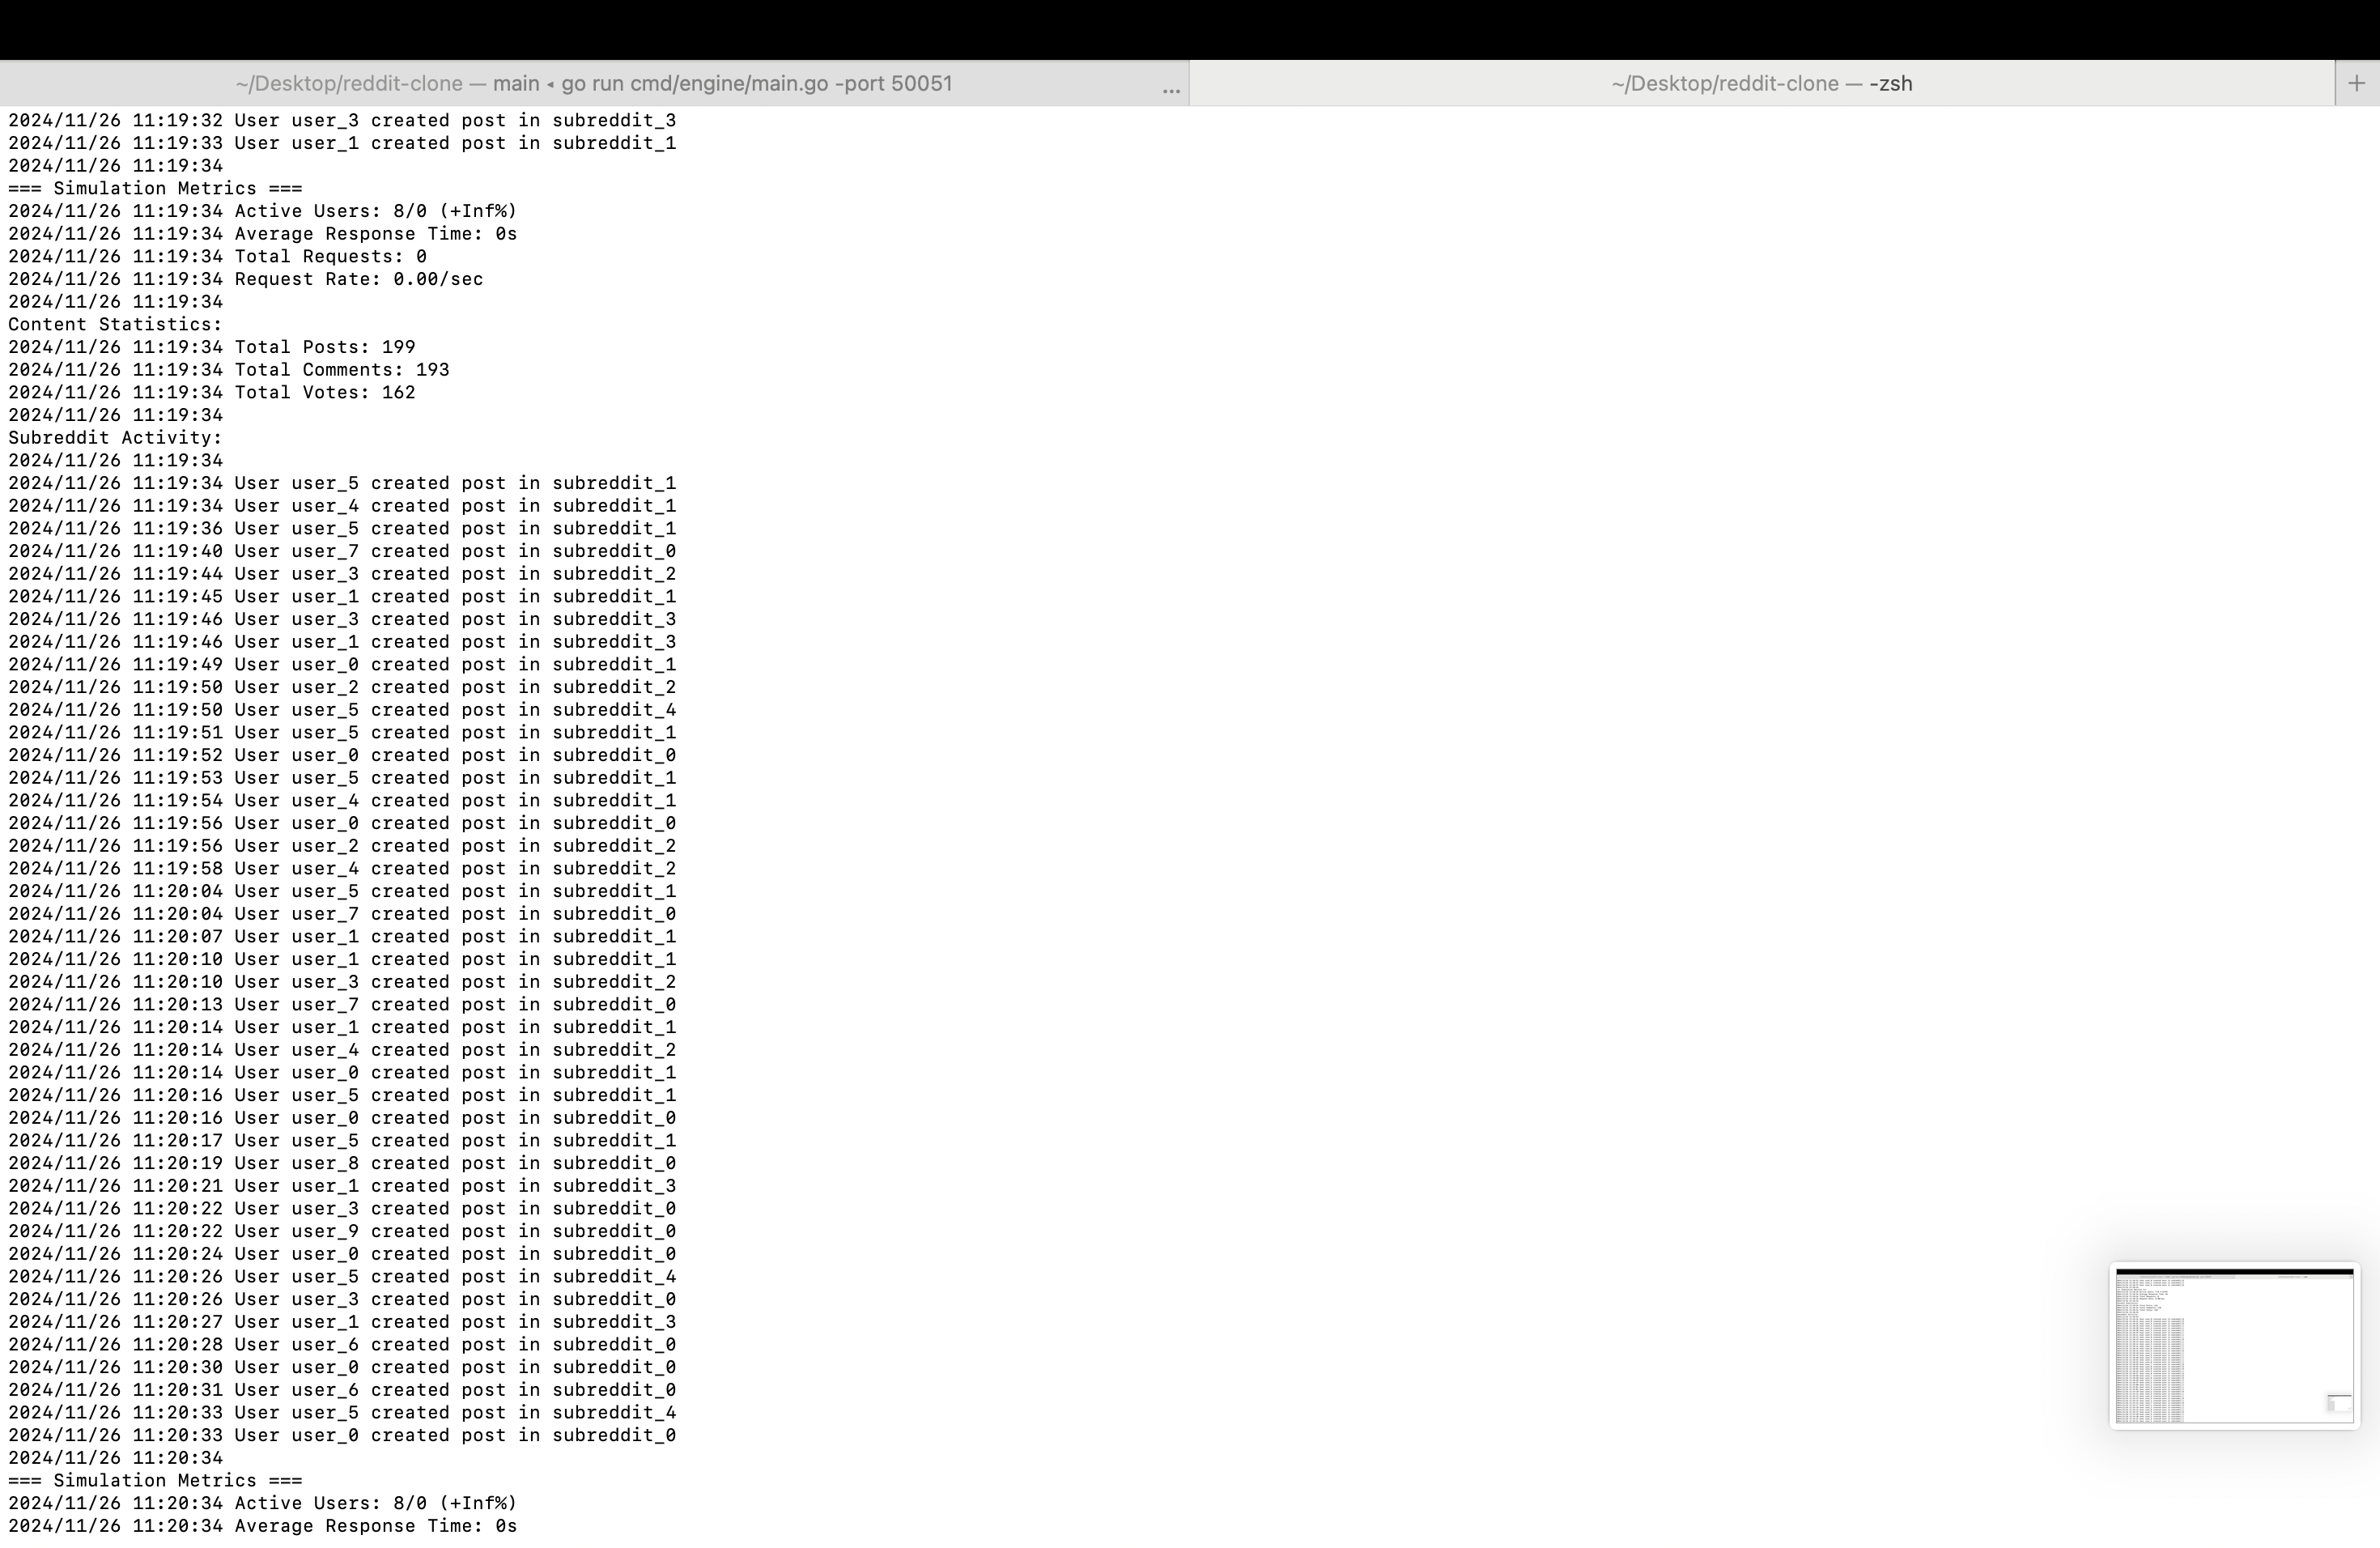 ~/Desktop/reddit-clone — main ◂ go run cmd/engine/main.go -port 50051 ...
~/Desktop/reddit-clone — -zsh
+
2024/11/26 11:19:32 User user_3 created post in subreddit_3
2024/11/26 11:19:33 User user_1 created post in subreddit_1
2024/11/26 11:19:34
=== Simulation Metrics ===
2024/11/26 11:19:34 Active Users: 8/0 (+Inf%)
2024/11/26 11:19:34 Average Response Time: 0s
2024/11/26 11:19:34 Total Requests: 0
2024/11/26 11:19:34 Request Rate: 0.00/sec
2024/11/26 11:19:34
Content Statistics:
2024/11/26 11:19:34 Total Posts: 199
2024/11/26 11:19:34 Total Comments: 193
2024/11/26 11:19:34 Total Votes: 162
2024/11/26 11:19:34
Subreddit Activity:
2024/11/26 11:19:34
2024/11/26 11:19:34 User user_5 created post in subreddit_1
2024/11/26 11:19:34 User user_4 created post in subreddit_1
2024/11/26 11:19:36 User user_5 created post in subreddit_1
2024/11/26 11:19:40 User user_7 created post in subreddit_0
2024/11/26 11:19:44 User user_3 created post in subreddit_2
2024/11/26 11:19:45 User user_1 created post in subreddit_1
2024/11/26 11:19:46 User user_3 created post in subreddit_3
2024/11/26 11:19:46 User user_1 created post in subreddit_3
2024/11/26 11:19:49 User user_0 created post in subreddit_1
2024/11/26 11:19:50 User user_2 created post in subreddit_2
2024/11/26 11:19:50 User user_5 created post in subreddit_4
2024/11/26 11:19:51 User user_5 created post in subreddit_1
2024/11/26 11:19:52 User user_0 created post in subreddit_0
2024/11/26 11:19:53 User user_5 created post in subreddit_1
2024/11/26 11:19:54 User user_4 created post in subreddit_1
2024/11/26 11:19:56 User user_0 created post in subreddit_0
2024/11/26 11:19:56 User user_2 created post in subreddit_2
2024/11/26 11:19:58 User user_4 created post in subreddit_2
2024/11/26 11:20:04 User user_5 created post in subreddit_1
2024/11/26 11:20:04 User user_7 created post in subreddit_0
2024/11/26 11:20:07 User user_1 created post in subreddit_1
2024/11/26 11:20:10 User user_1 created post in subreddit_1
2024/11/26 11:20:10 User user_3 created post in subreddit_2
2024/11/26 11:20:13 User user_7 created post in subreddit_0
2024/11/26 11:20:14 User user_1 created post in subreddit_1
2024/11/26 11:20:14 User user_4 created post in subreddit_2
2024/11/26 11:20:14 User user_0 created post in subreddit_1
2024/11/26 11:20:16 User user_5 created post in subreddit_1
2024/11/26 11:20:16 User user_0 created post in subreddit_0
2024/11/26 11:20:17 User user_5 created post in subreddit_1
2024/11/26 11:20:19 User user_8 created post in subreddit_0
2024/11/26 11:20:21 User user_1 created post in subreddit_3
2024/11/26 11:20:22 User user_3 created post in subreddit_0
2024/11/26 11:20:22 User user_9 created post in subreddit_0
2024/11/26 11:20:24 User user_0 created post in subreddit_0
2024/11/26 11:20:26 User user_5 created post in subreddit_4
2024/11/26 11:20:26 User user_3 created post in subreddit_0
2024/11/26 11:20:27 User user_1 created post in subreddit_3
2024/11/26 11:20:28 User user_6 created post in subreddit_0
2024/11/26 11:20:30 User user_0 created post in subreddit_0
2024/11/26 11:20:31 User user_6 created post in subreddit_0
2024/11/26 11:20:33 User user_5 created post in subreddit_4
2024/11/26 11:20:33 User user_0 created post in subreddit_0
2024/11/26 11:20:34
=== Simulation Metrics ===
2024/11/26 11:20:34 Active Users: 8/0 (+Inf%)
2024/11/26 11:20:34 Average Response Time: 0s